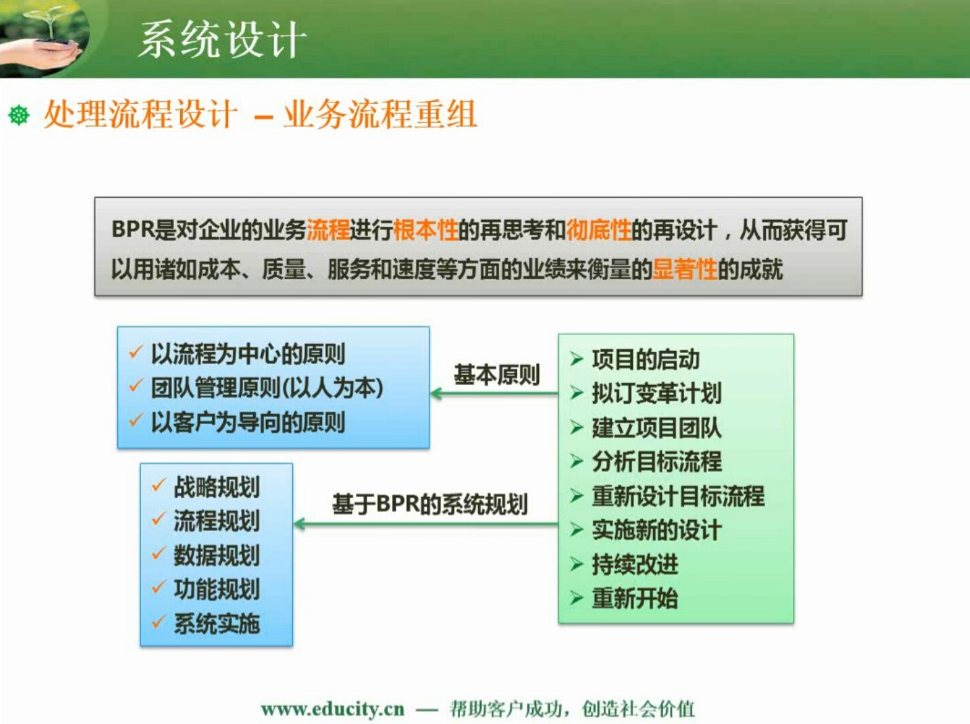 系统设计
处理流程设计 – 业务流程重组
BPR是对企业的业务流程进行根本性的再思考和彻底性的再设计，从而获得可
以用诸如成本、质量、服务和速度等方面的业绩来衡量的显著性的成就
以流程为中心的原则
团队管理原则(以人为本)
以客户为导向的原则
基本原则
项目的启动
拟订变革计划
建立项目团队
分析目标流程
重新设计目标流程
实施新的设计
持续改进
重新开始
基于BPR的系统规划
战略规划
流程规划
数据规划
功能规划
系统实施
www.educity.cn — 帮助客户成功，创造社会价值